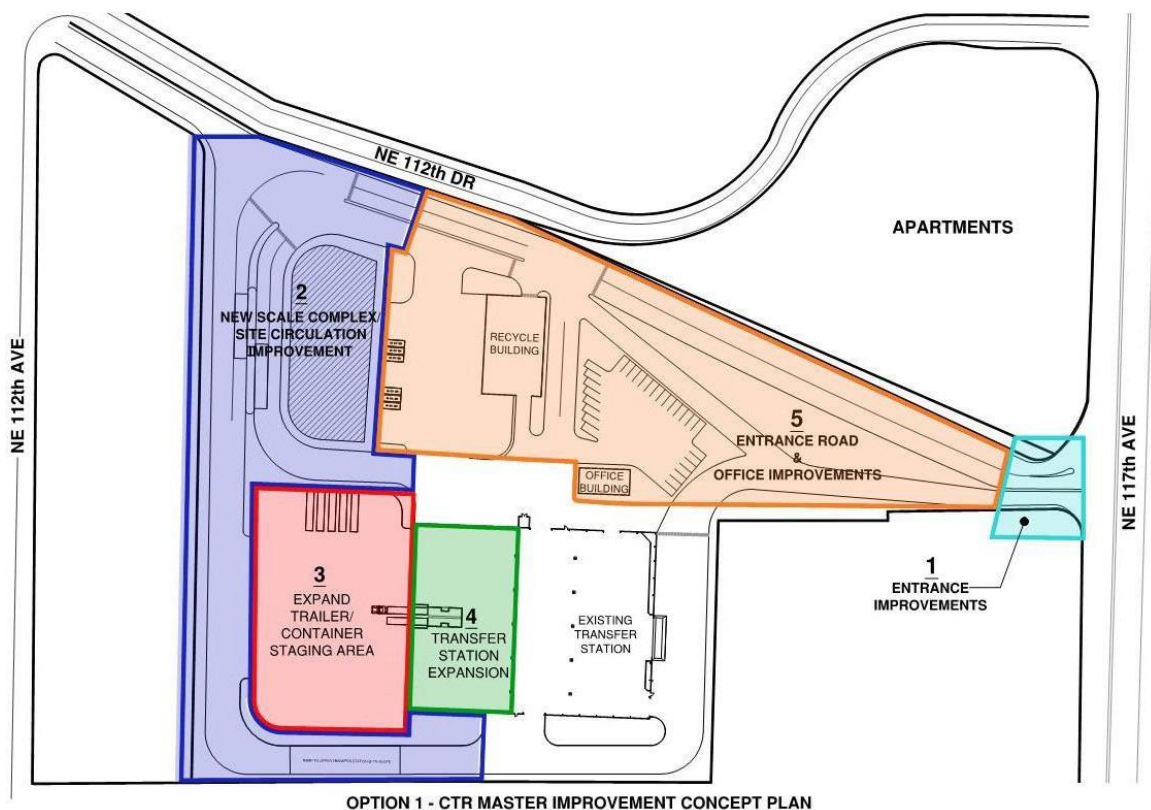 NE 112th DR
APARTMENTS
NE 112th AVE
NE 117th AVE
2
NEW SCALE COMPLEX/
SITE CIRCULATION
IMPROVEMENT
RECYCLE
BUILDING
5
ENTRANCE ROAD
&
OFFICE IMPROVEMENTS
OFFICE
BUILDING
3
EXPAND
TRAILER/
CONTAINER
STAGING AREA
4
TRANSFER
STATION
EXPANSION
EXISTING
TRANSFER
STATION
1
ENTRANCE
IMPROVEMENTS
OPTION 1 - CTR MASTER IMPROVEMENT CONCEPT PLAN